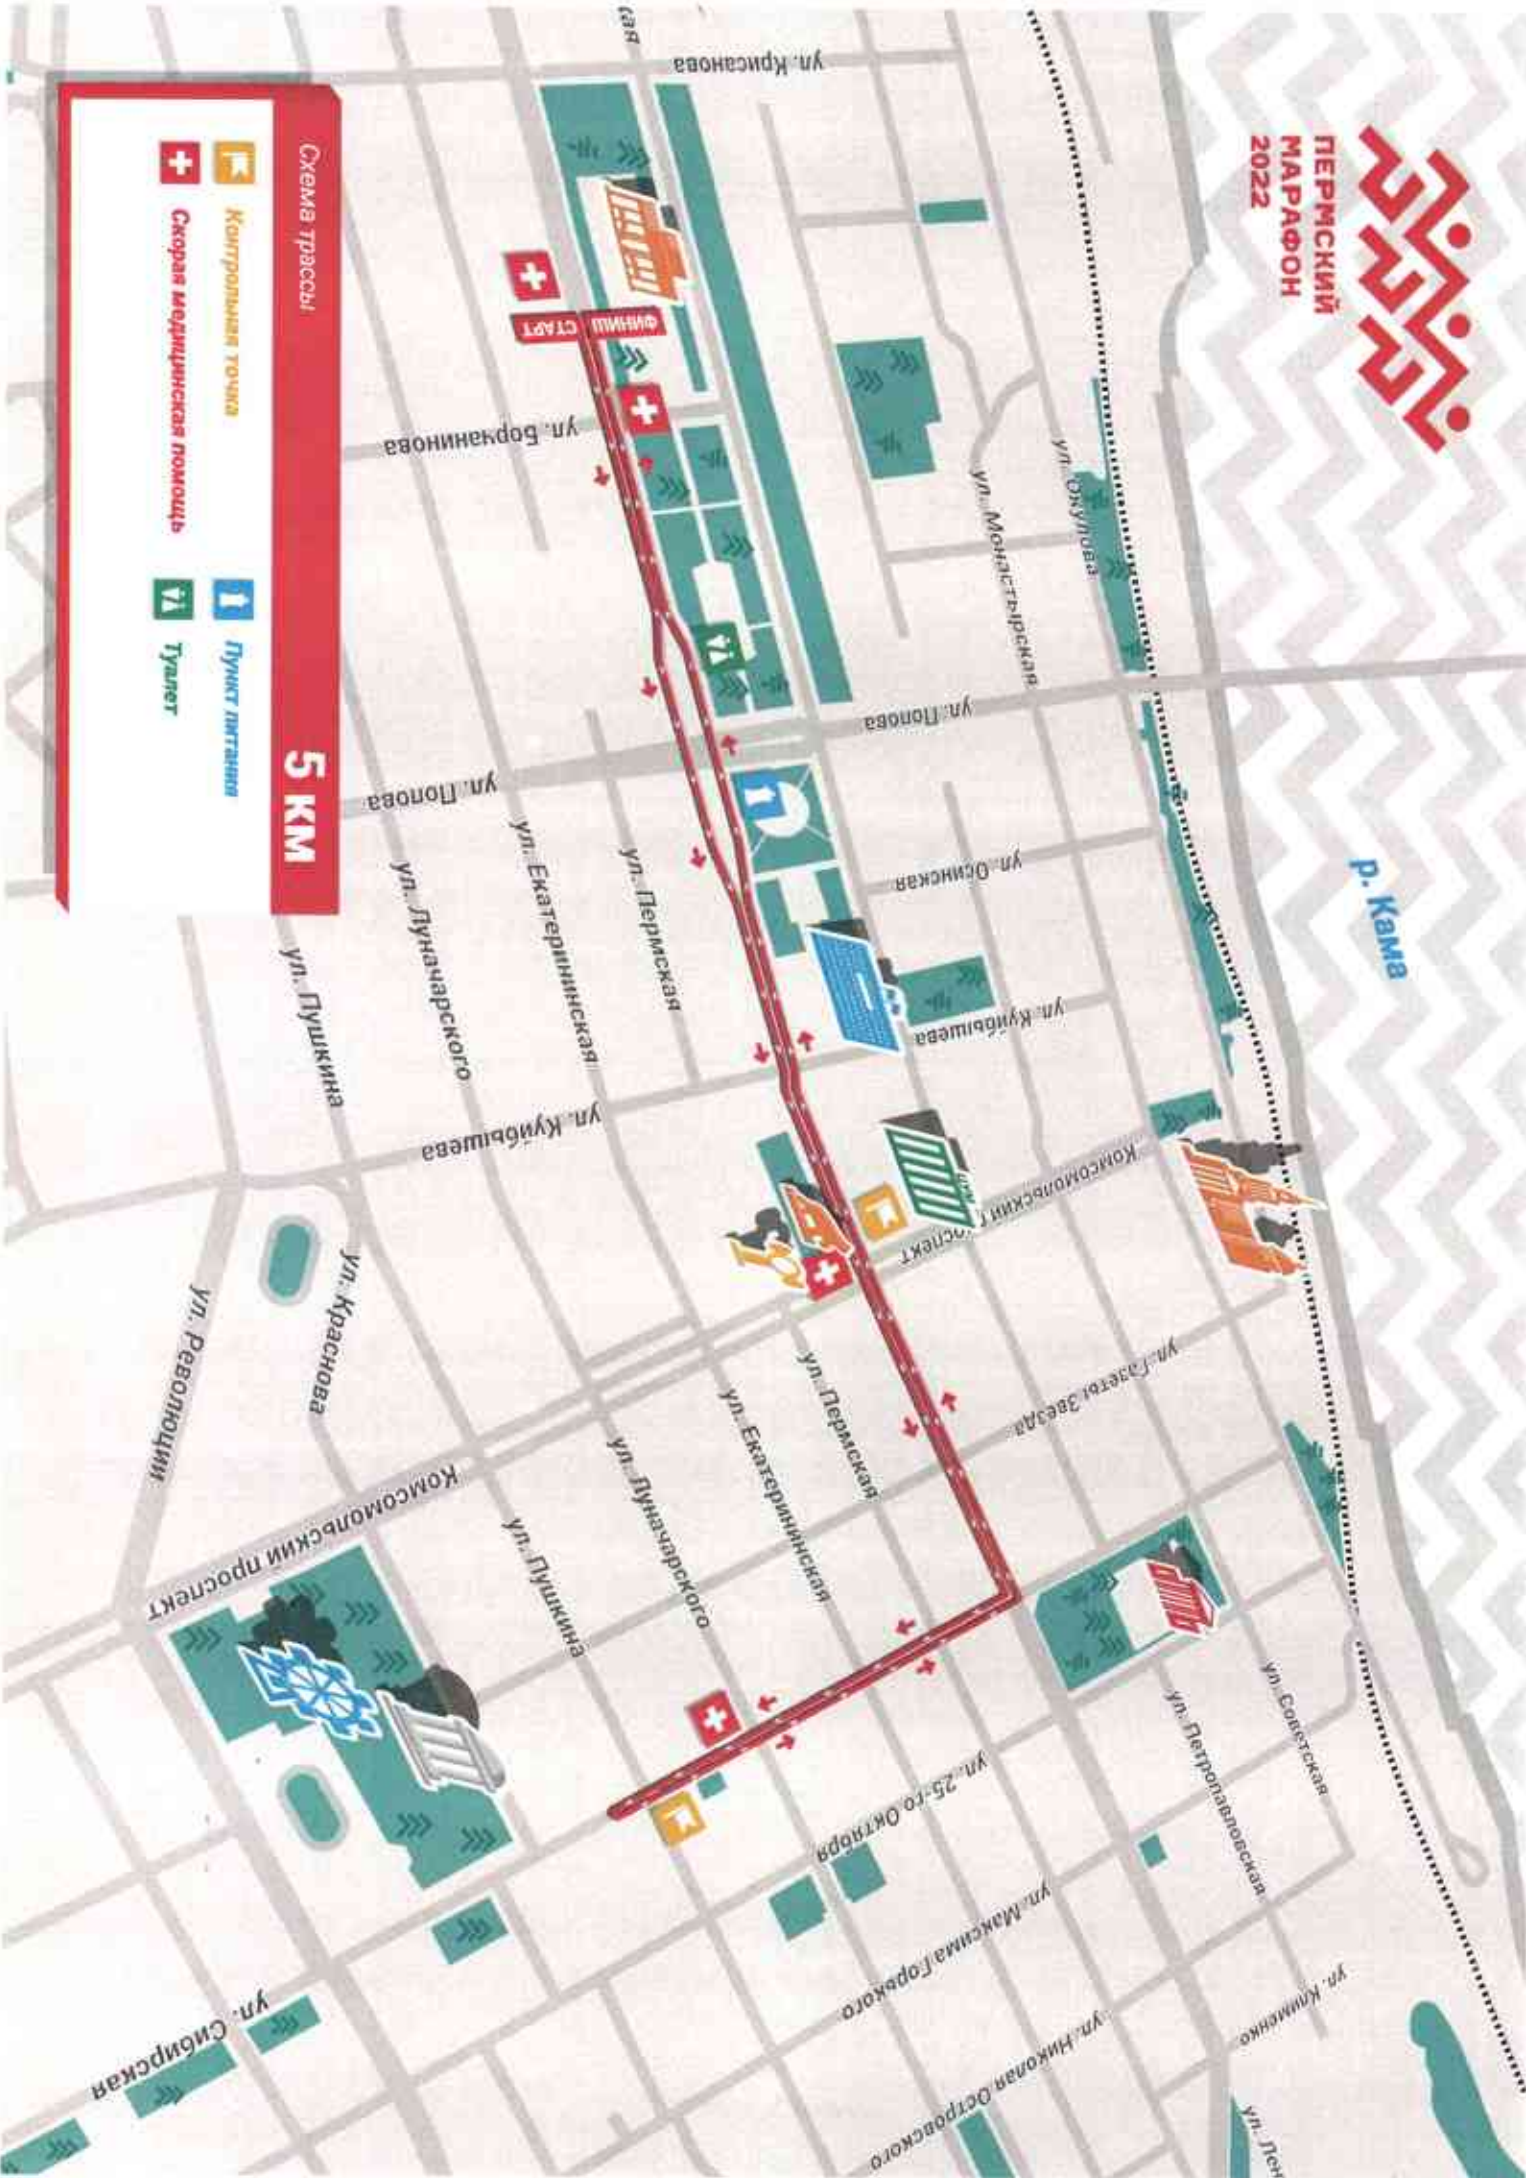 ПЕРМСКИЙ
МАРАФОН
2022
р. Кама
ул. Крисанова
ул. Окулова
ул. Монастырская
ул. Попова
ул. Осинская
ул. Куйбышева
Комсомольский
ФИНИШ
СТАРТ
ул. Борчанинова
ул. Попова
ул. Пермская
ул. Екатерининская
ул. Луначарского
ул. Пушкина
ул. Куйбышева
ЦУМ
ул. Газеты Звезда
ул. Советская
ул. Петропавловская
ул. Пермская
ул. Екатерининская
ул. Луначарского
ул. Пушкина
ул. Краснова
ул. Революции
Комсомольский проспект
ул. 25-го Октября
ул. Максима Горького
ул. Николая Островского
ул. Клименко
ул. Сибирская
Схема трассы
5 КМ
Контрольная точка
Пункт питания
Скорая медицинская помощь
Туалет